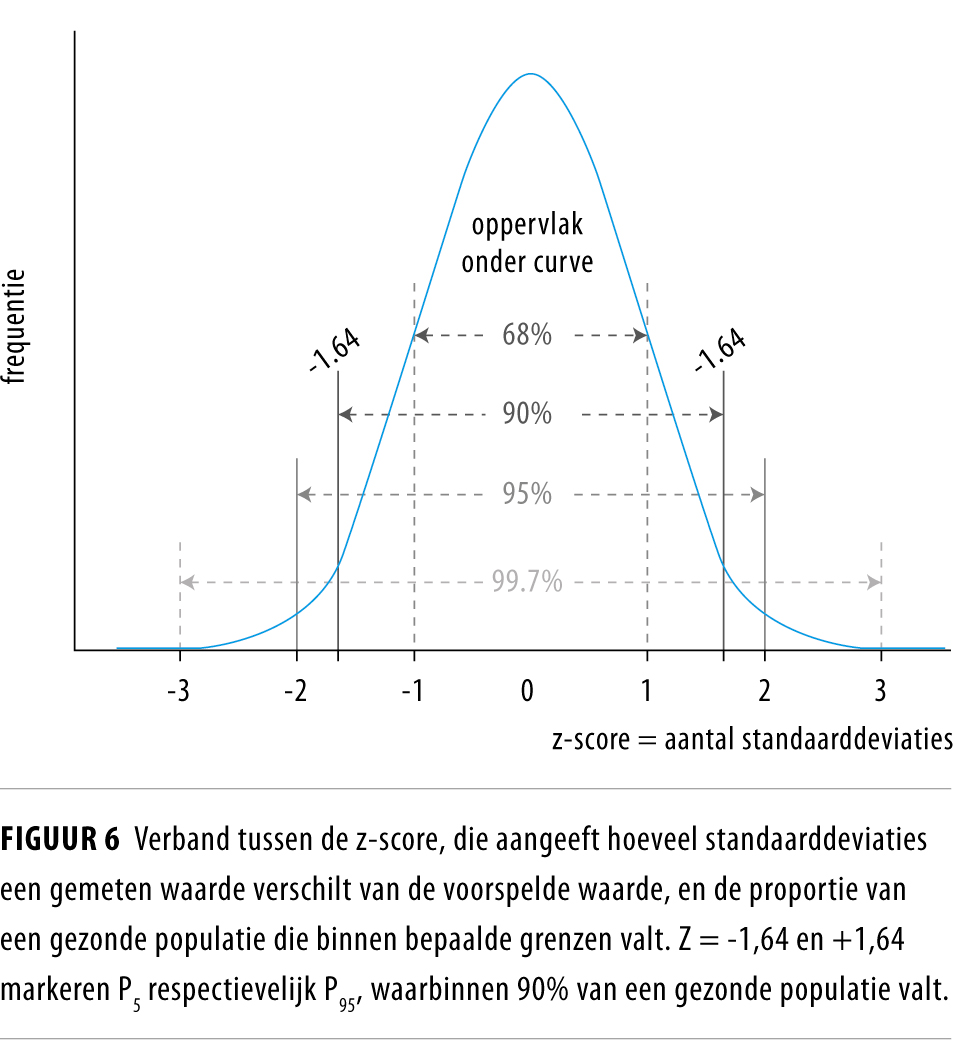 oppervlak
onder curve
frequentie
-1.64
68%
-1.64
90%
95%
99.7%
-3 -2 -1 0 1 2 3
z-score = aantal standaarddeviaties
FIGUUR 6 Verband tussen de z-score, die aangeeft hoeveel standaarddeviaties
een gemeten waarde verschilt van de voorspelde waarde, en de proportie van
een gezonde populatie die binnen bepaalde grenzen valt. Z = -1,64 en +1,64
markeren P5 respectievelijk P95, waarbinnen 90% van een gezonde populatie valt.